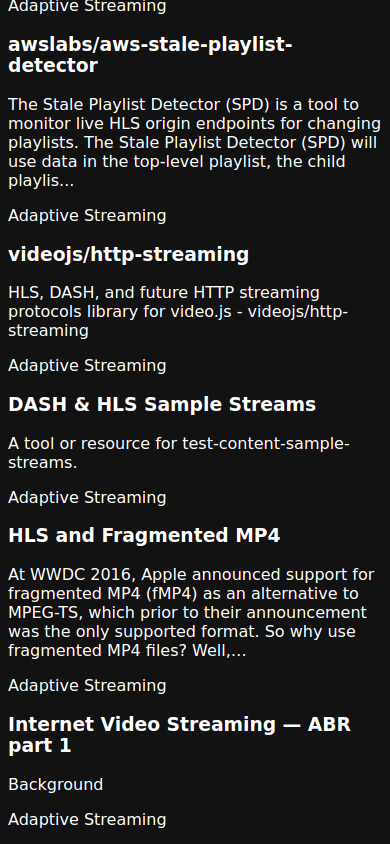 Adaptive Streaming
awslabs/aws-stale-playlist-
detector
The Stale Playlist Detector (SPD) is a tool to
monitor live HLS origin endpoints for changing
playlists. The Stale Playlist Detector (SPD) will
use data in the top-level playlist, the child
playlis...
Adaptive Streaming
videojs/http-streaming
HLS, DASH, and future HTTP streaming
protocols library for video.js - videojs/http-
streaming
Adaptive Streaming
DASH & HLS Sample Streams
A tool or resource for test-content-sample-
streams.
Adaptive Streaming
HLS and Fragmented MP4
At WWDC 2016, Apple announced support for
fragmented MP4 (fMP4) as an alternative to
MPEG-TS, which prior to their announcement
was the only supported format. So why use
fragmented MP4 files? Well,...
Adaptive Streaming
Internet Video Streaming — ABR
part 1
Background
Adaptive Streaming